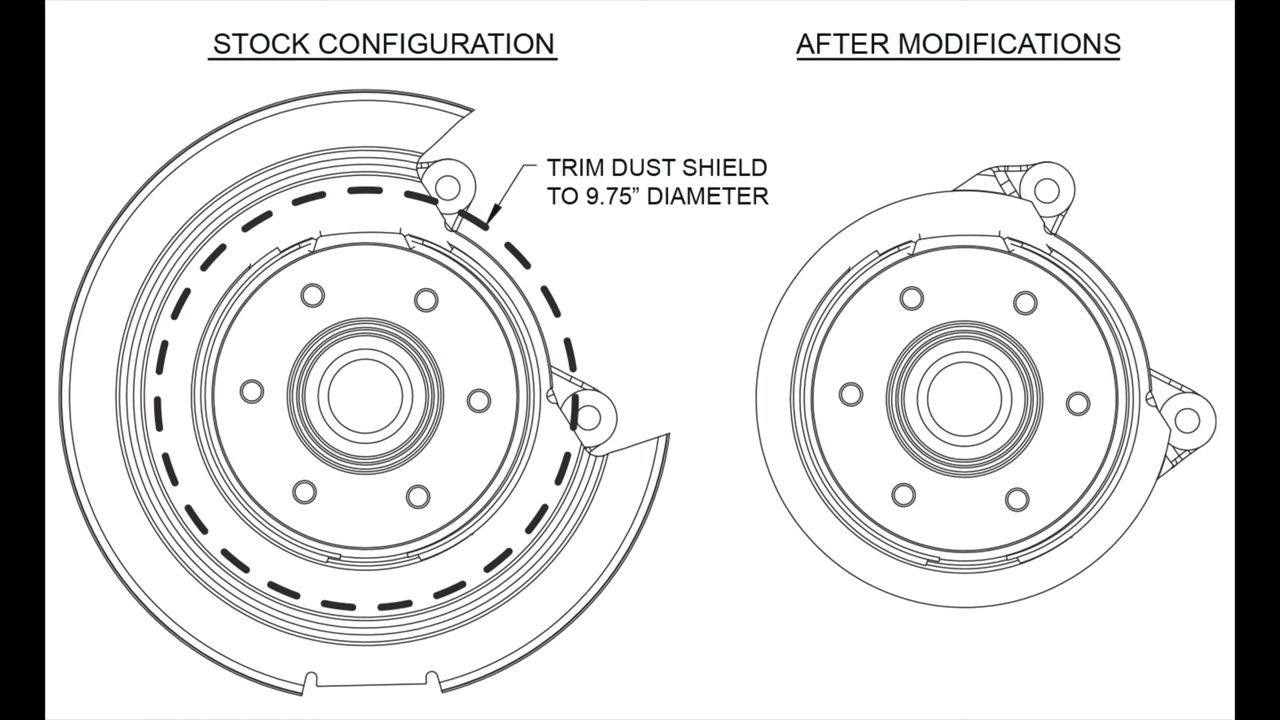 STOCK CONFIGURATION
AFTER MODIFICATIONS
TRIM DUST SHIELD
TO 9.75” DIAMETER